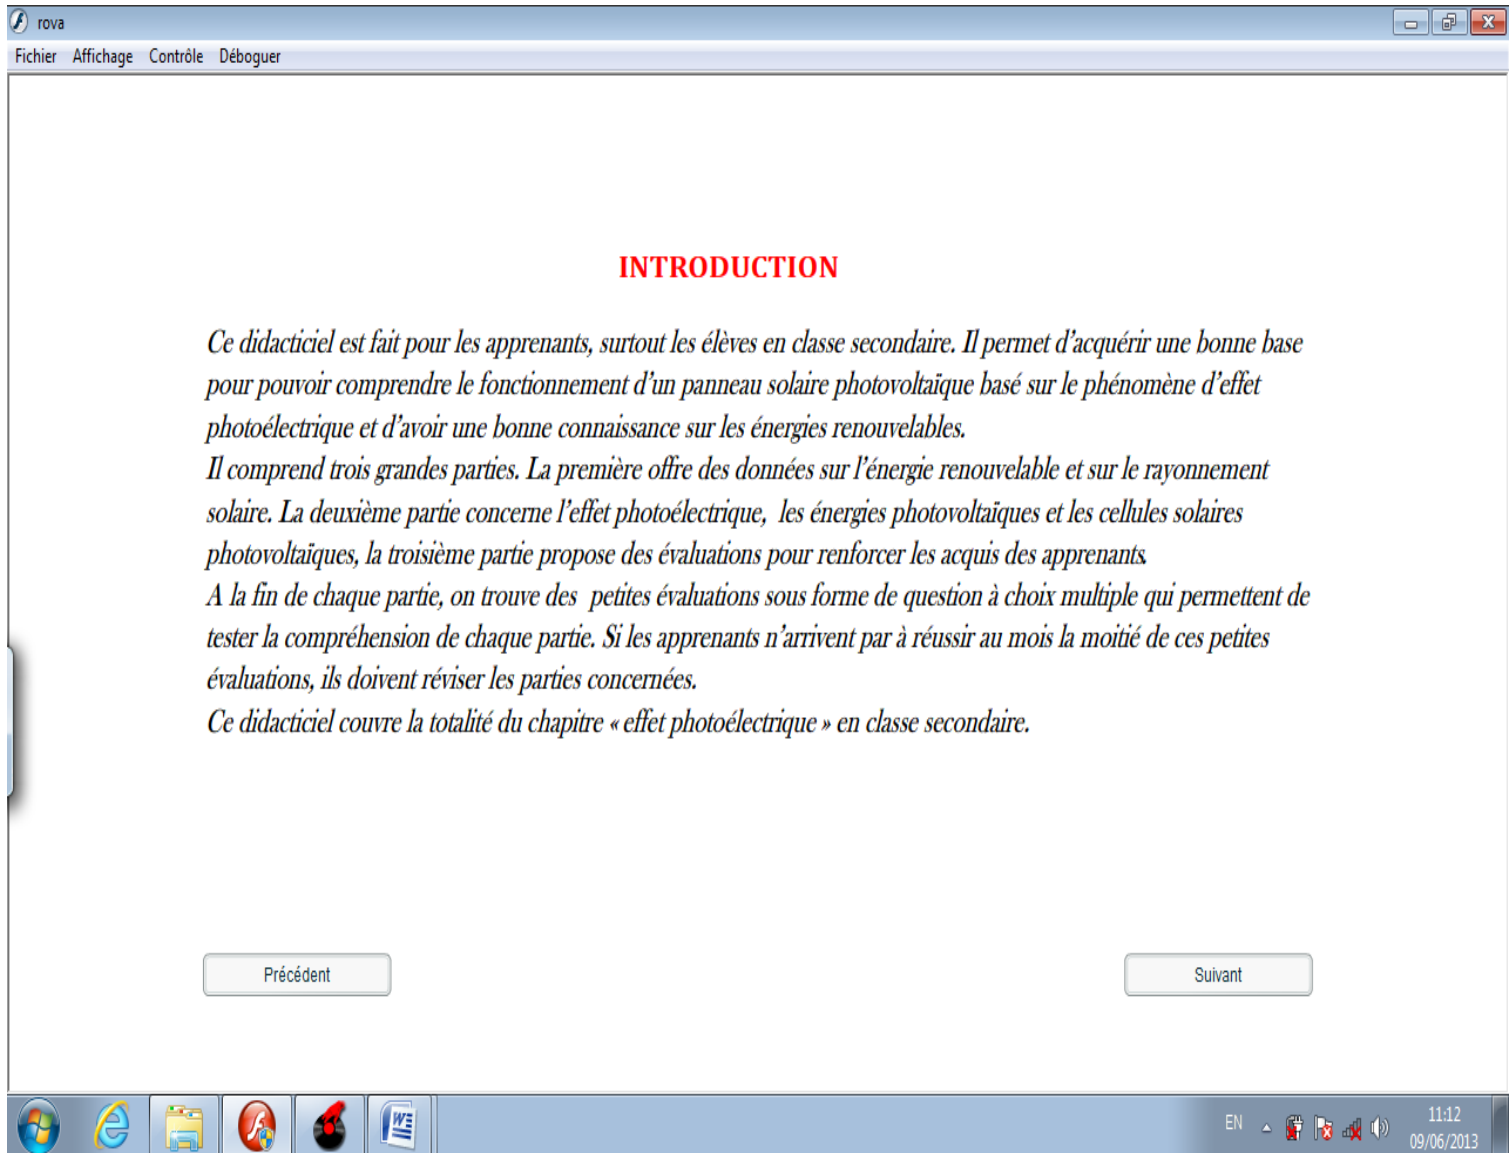 rova
Fichier Affichage Contrôle Déboguer
INTRODUCTION
Ce didacticiel est fait pour les apprenants, surtout les élèves en classe secondaire. Il permet d'acquérir une bonne base
pour pouvoir comprendre le fonctionnement d'un panneau solaire photovoltaïque basé sur le phénomène d'effet
photoélectrique et d'avoir une bonne connaissance sur les énergies renouvelables.
Il comprend trois grandes parties. La première offre des données sur l'énergie renouvelable et sur le rayonnement
solaire. La deuxième partie concerne l'effet photoélectrique, les énergies photovoltaïques et les cellules solaires
photovoltaïques, la troisième partie propose des évaluations pour renforcer les acquis des apprenants.
A la fin de chaque partie, on trouve des petites évaluations sous forme de question à choix multiple qui permettent de
tester la compréhension de chaque partie. Si les apprenants n'arrivent par à réussir au mois la moitié de ces petites
évaluations, ils doivent réviser les parties concernées.
Ce didacticiel couvre la totalité du chapitre « effet photoélectrique » en classe secondaire.
Précédent Suivant
EN 11:12
09/06/2013